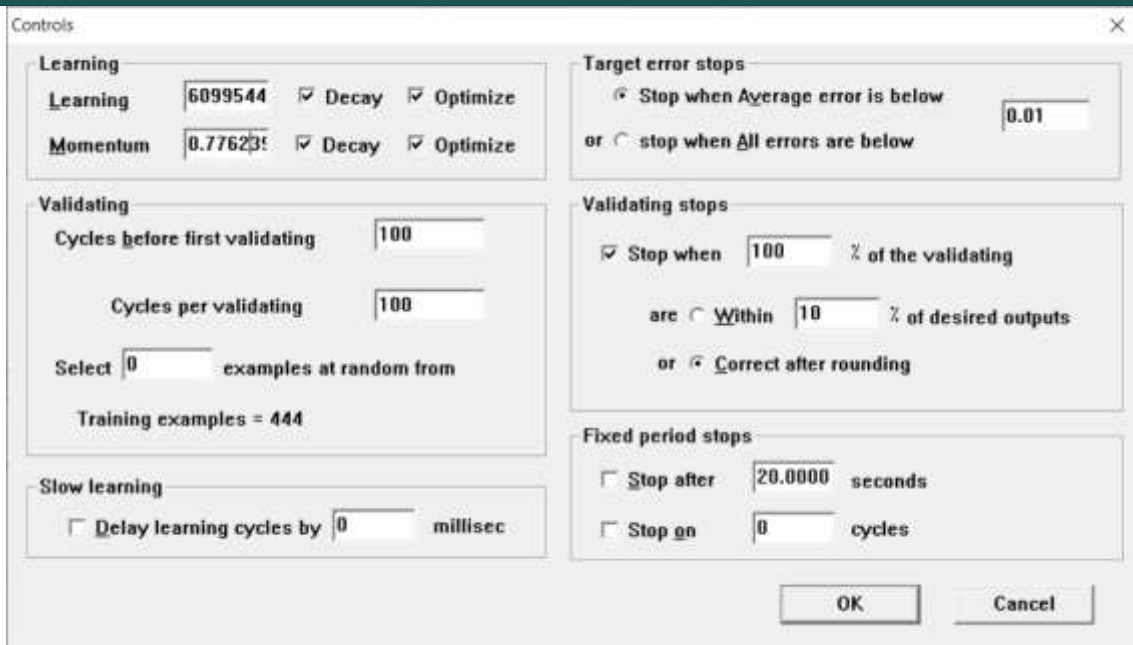 Controls
Learning
Learning 6099544 Decay Optimize
Momentum 0.77623 Decay Optimize
Validating
Cycles before first validating 100
Cycles per validating 100
Select 0 examples at random from
Training examples = 444
Slow learning
Delay learning cycles by 0 millisec
Target error stops
Stop when Average error is below
0.01
or stop when All errors are below
Validating stops
Stop when 100 % of the validating
are Within 10 % of desired outputs
or Correct after rounding
Fixed period stops
Stop after 20.0000 seconds
Stop on 0 cycles
OK Cancel